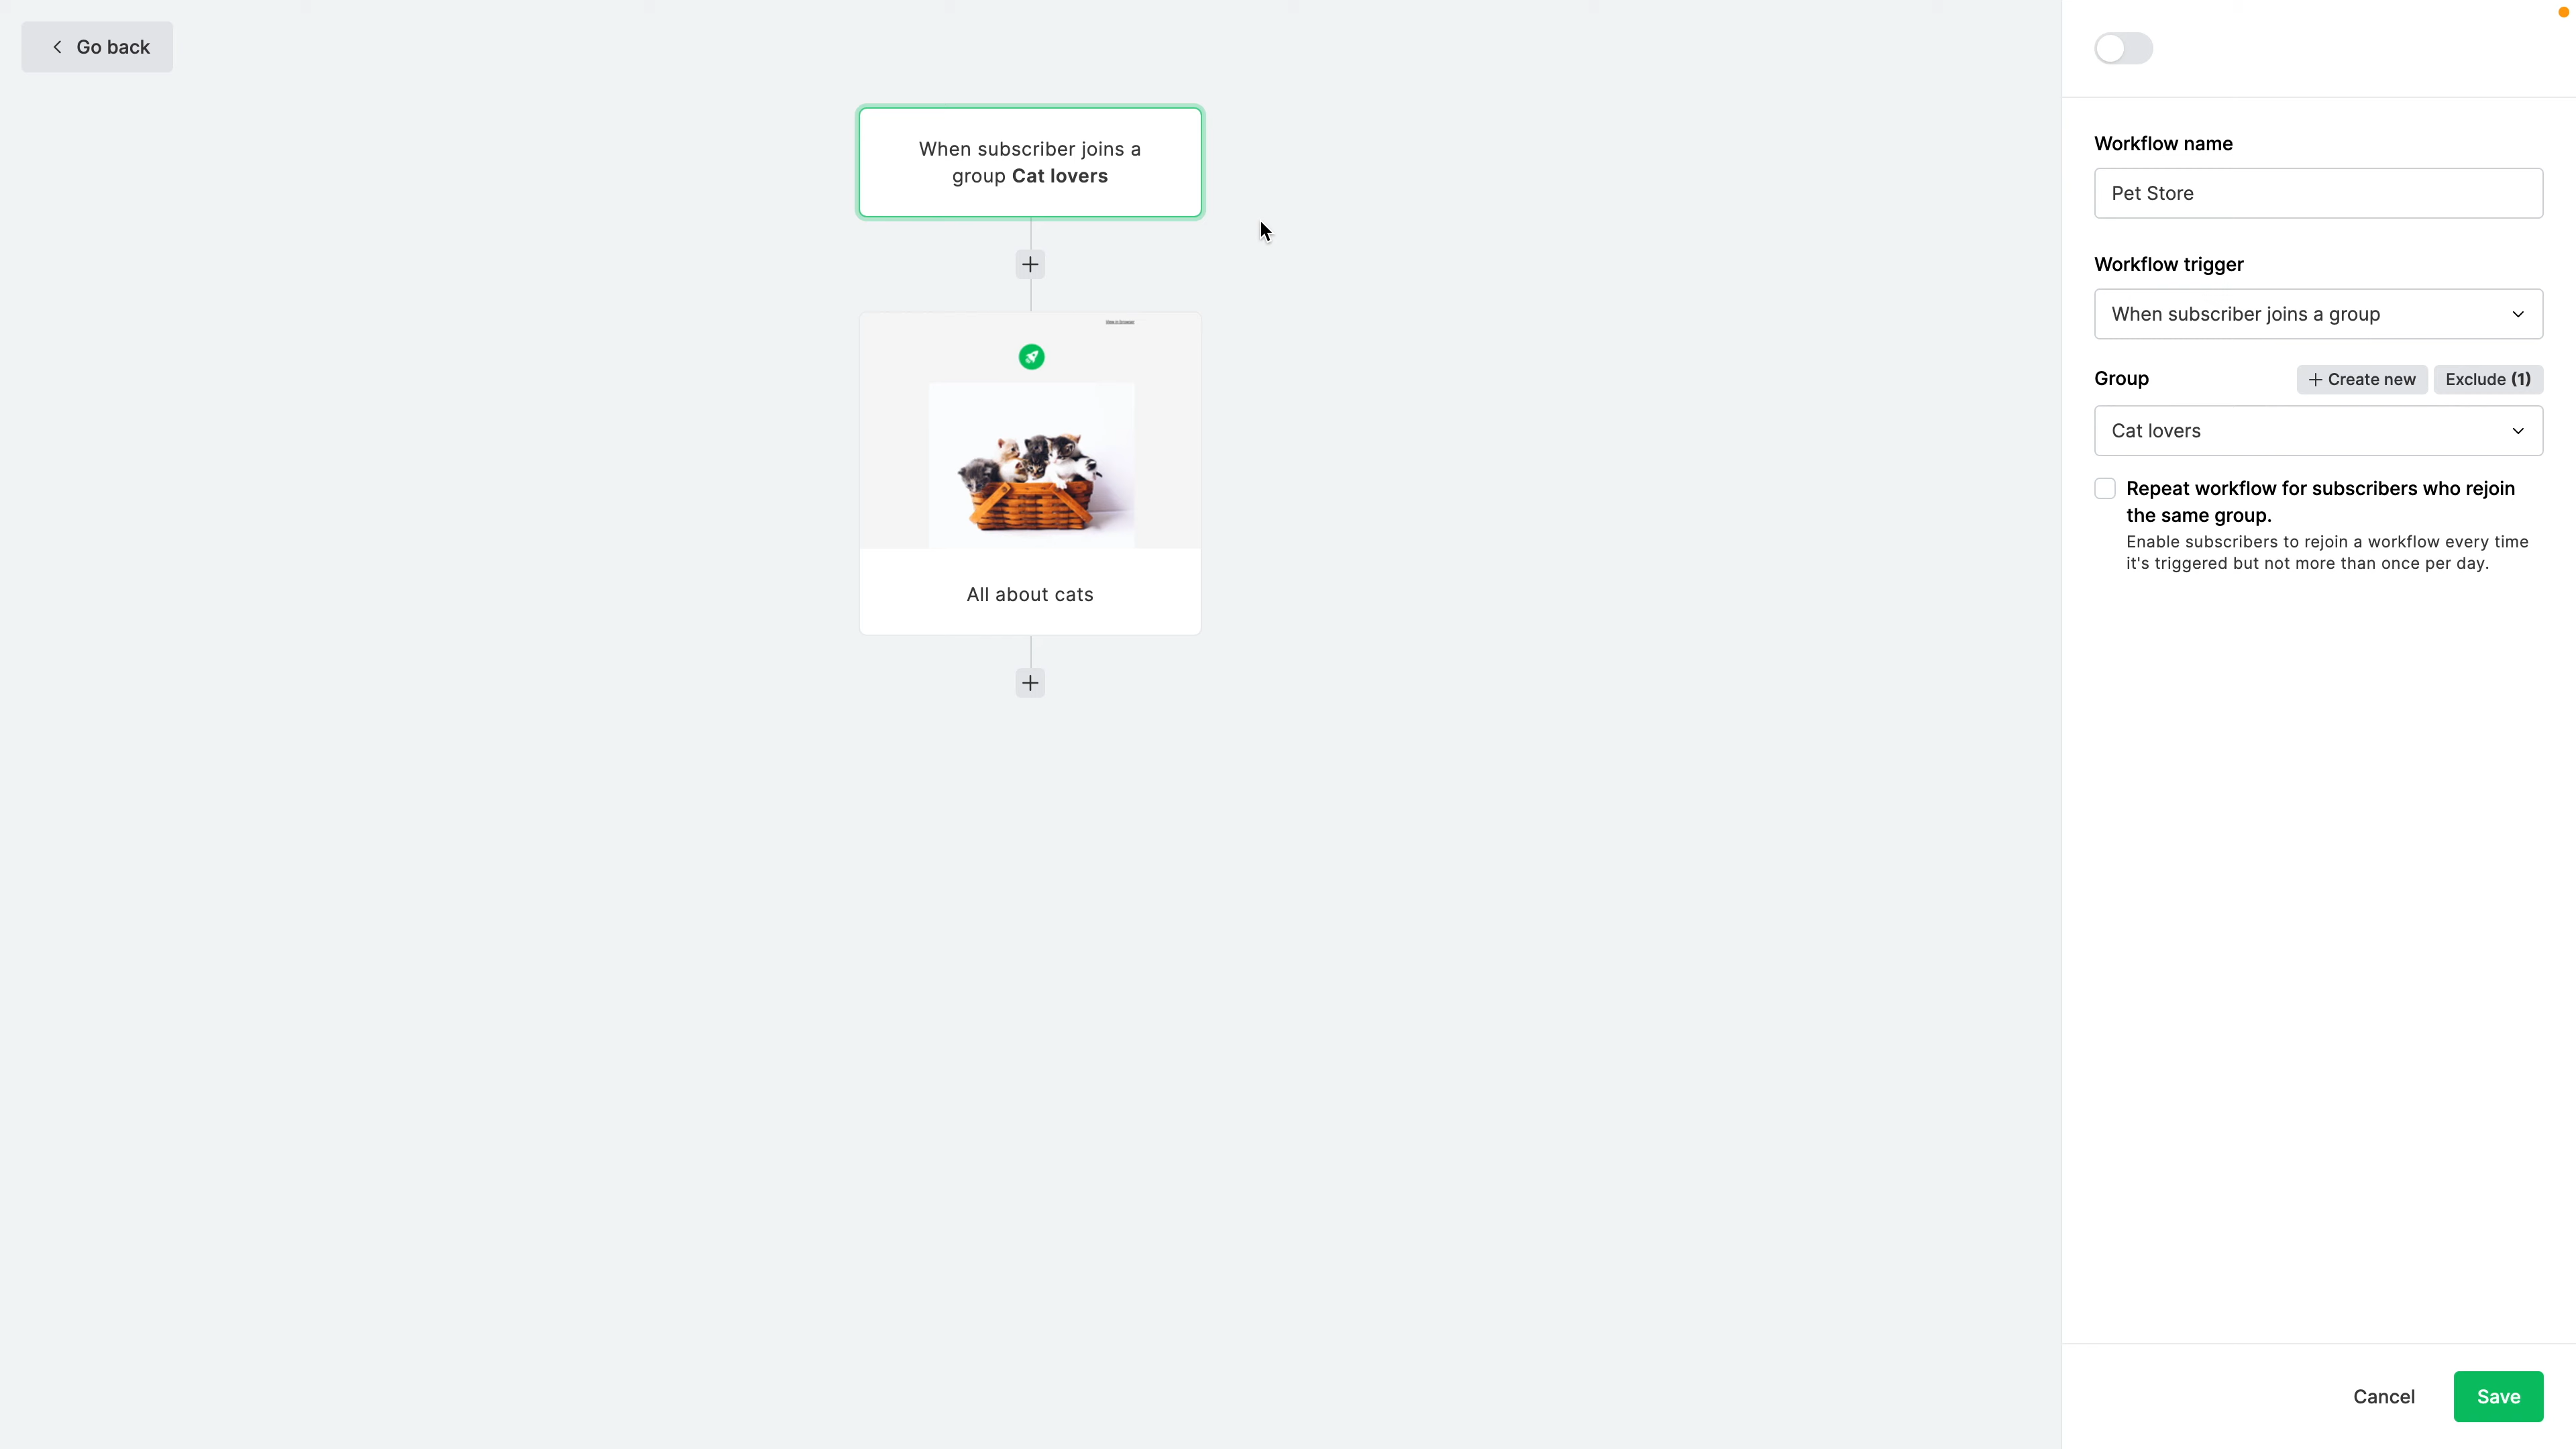 Go back
When subscriber joins a
group Cat lovers
All about cats
Workflow name
Pet Store
Workflow trigger
When subscriber joins a group
Group
Create new
Exclude (1)
Cat lovers
Repeat workflow for subscribers who rejoin
the same group.
Enable subscribers to rejoin a workflow every time
it's triggered but not more than once per day.
Cancel
Save